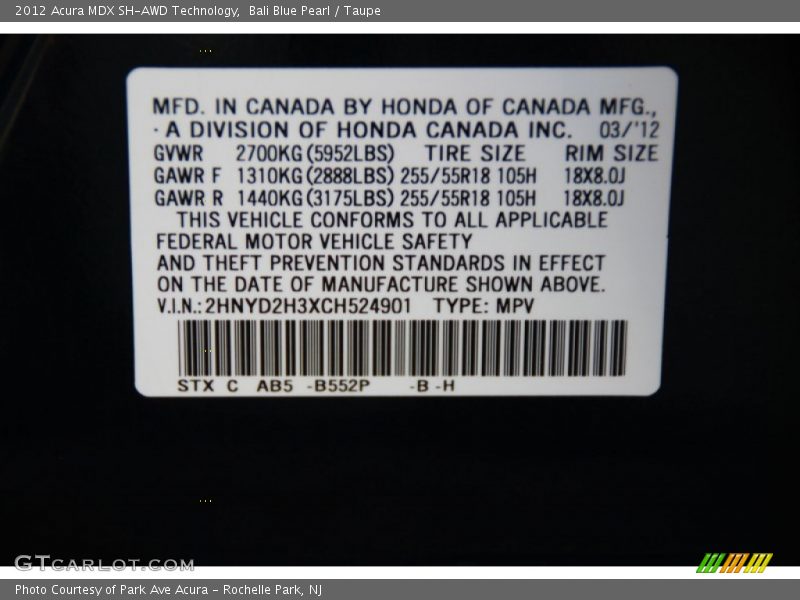 2012 Acura MDX SH-AWD Technology,  Bali Blue Pearl / Taupe
MFD. IN CANADA BY HONDA OF CANADA MFG.,
· A DIVISION OF HONDA CANADA INC. 03/'12
GVWR 2700KG(5952LBS) TIRE SIZE RIM SIZE
GAWR F 1310KG(2888LBS) 255/55R18 105H 18X8.0J
GAWR R 1440KG(3175LBS) 255/55R18 105H 18X8.0J
THIS VEHICLE CONFORMS TO ALL APPLICABLE
FEDERAL MOTOR VEHICLE SAFETY
AND THEFT PREVENTION STANDARDS IN EFFECT
ON THE DATE OF MANUFACTURE SHOWN ABOVE.
V.I.N.:2HNYD2H3XCH524901 TYPE: MPV
STX C AB5 -B552P -B -H
GTCARLOT.COM
Photo Courtesy of Park Ave Acura - Rochelle Park, NJ